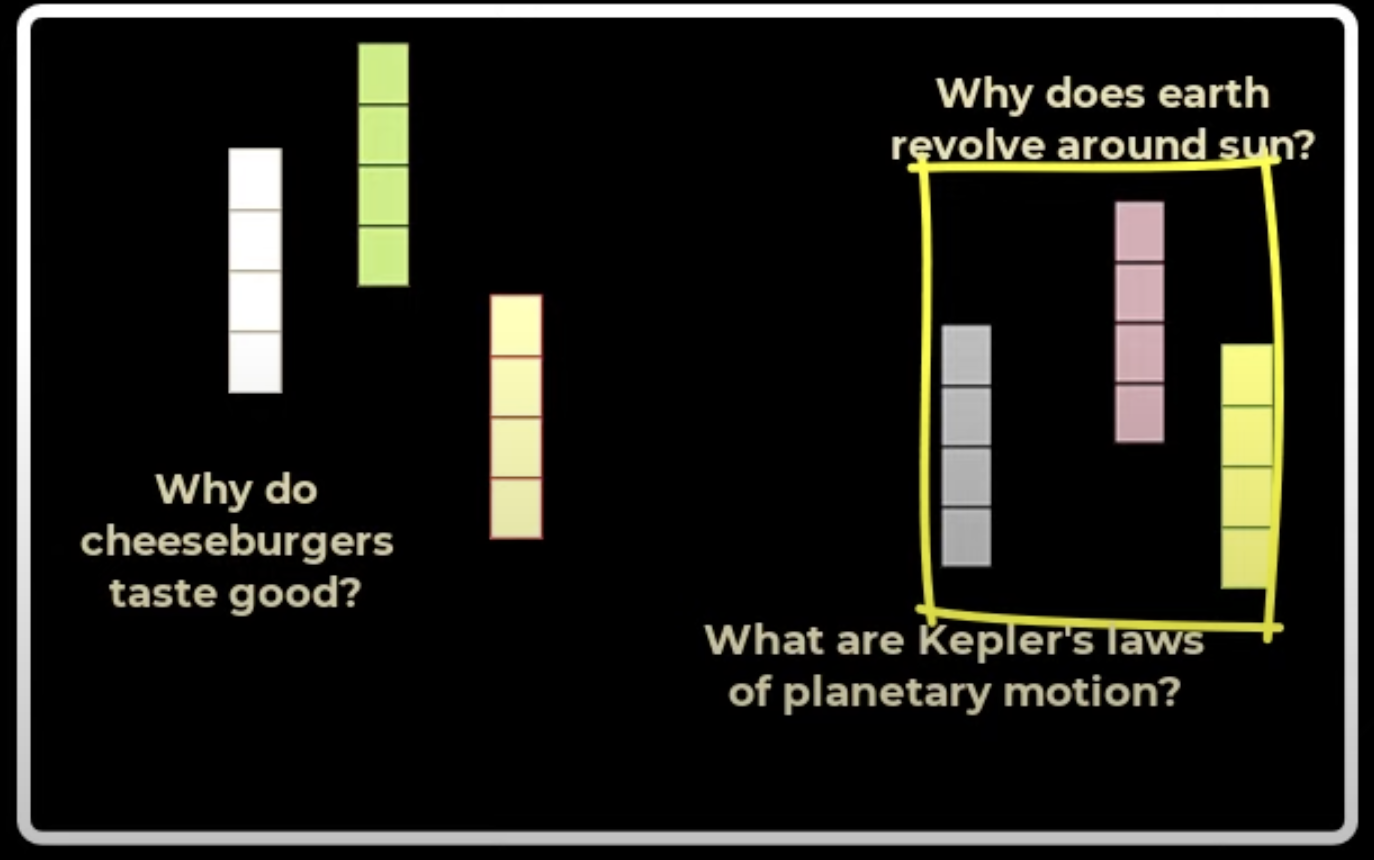 Why does earth
revolve around sun?
Why do
cheeseburgers
taste good?
What are Kepler's laws
of planetary motion?